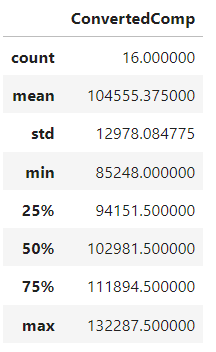 ConvertedComp
count 16.000000
mean 104555.375000
std 12978.084775
min 85248.000000
25% 94151.500000
50% 102981.500000
75% 111894.500000
max 132287.500000